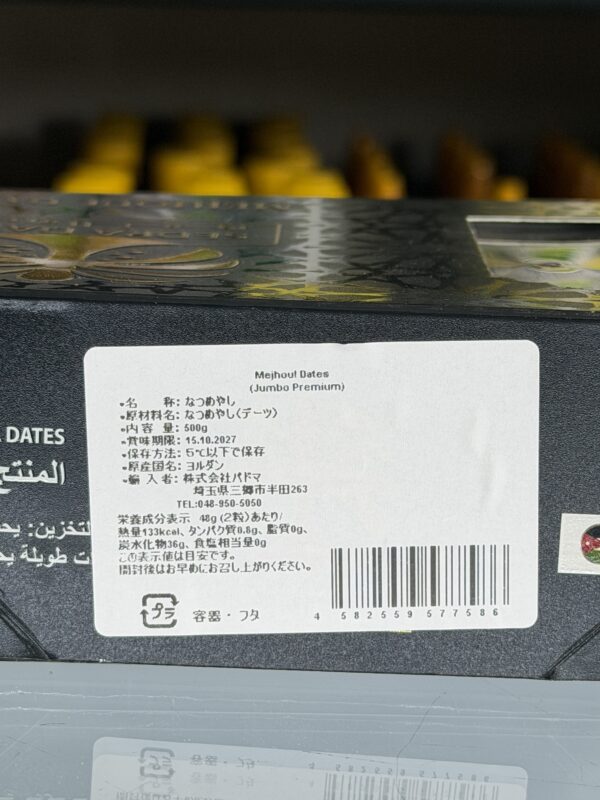 Mejhoul Dates
(Jumbo Premium)
•名 称: なつめやし
•原材料名: なつめやし(デーツ)
•内 容 量: 500g
•賞味期限: 15.10.2027
•保存方法: 5℃以下で保存
•原産国名: ヨルダン
•輸 入 者: 株式会社パドマ
埼玉県三郷市半田263
TEL:048-950-5050
栄養成分表示 48g (2粒)あたり/
熱量133kcal、タンパク質0.8g、脂質0g、
炭水化物36g、食塩相当量0g
この表示値は目安です。
開封後はお早めにお召し上がりください。
プラ 容器・フタ
4 582559 577586
DATES
المنتج
التخزين: يح
ت طويلة بح